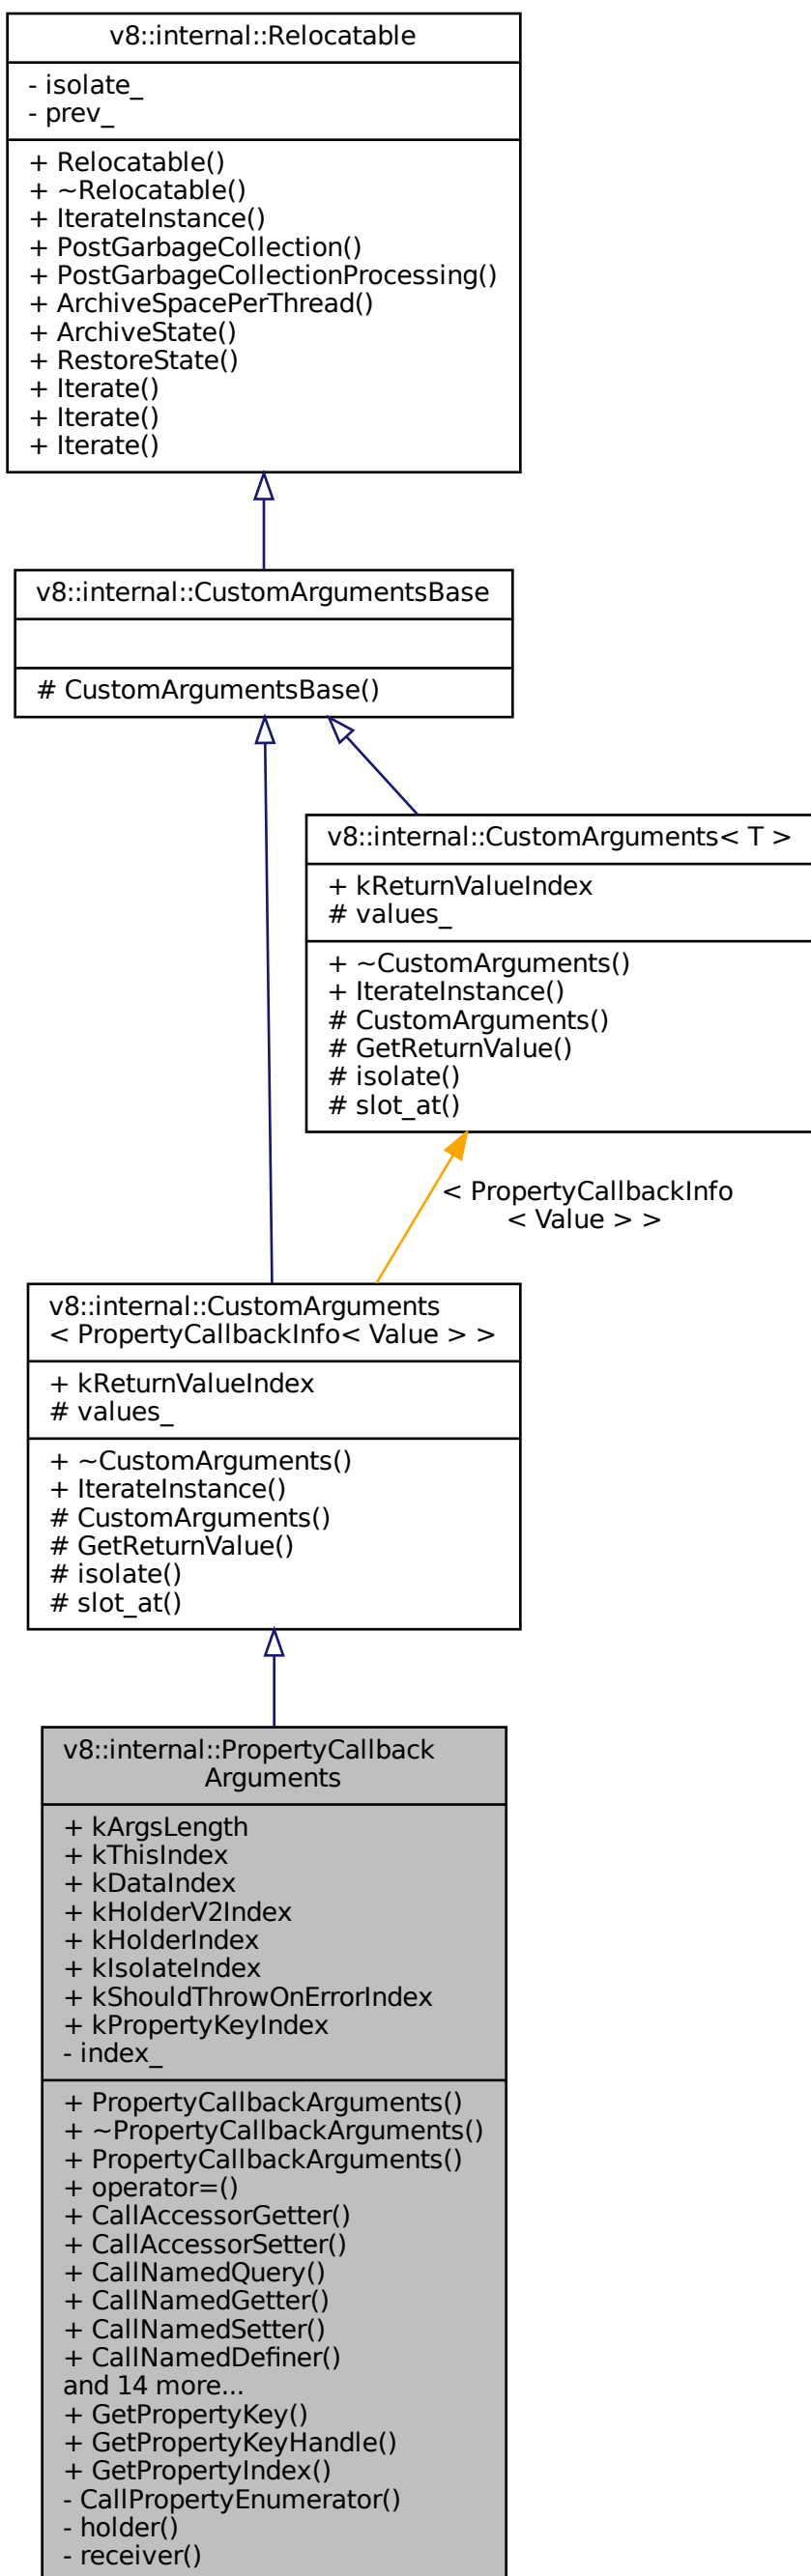 v8::internal::Relocatable
- isolate_
- prev_
+ Relocatable()
+ ~Relocatable()
+ IterateInstance()
+ PostGarbageCollection()
+ PostGarbageCollectionProcessing()
+ ArchiveSpacePerThread()
+ ArchiveState()
+ RestoreState()
+ Iterate()
+ Iterate()
+ Iterate()
v8::internal::CustomArgumentsBase
# CustomArgumentsBase()
v8::internal::CustomArguments< T >
+ kReturnValueIndex
# values_
+ ~CustomArguments()
+ IterateInstance()
# CustomArguments()
# GetReturnValue()
# isolate()
# slot_at()
< PropertyCallbackInfo
< Value > >
v8::internal::CustomArguments
< PropertyCallbackInfo< Value > >
+ kReturnValueIndex
# values_
+ ~CustomArguments()
+ IterateInstance()
# CustomArguments()
# GetReturnValue()
# isolate()
# slot_at()
v8::internal::PropertyCallback
Arguments
+ kArgsLength
+ kThisIndex
+ kDataIndex
+ kHolderV2Index
+ kHolderIndex
+ kIsolateIndex
+ kShouldThrowOnErrorIndex
+ kPropertyKeyIndex
- index_
+ PropertyCallbackArguments()
+ ~PropertyCallbackArguments()
+ PropertyCallbackArguments()
+ operator=()
+ CallAccessorGetter()
+ CallAccessorSetter()
+ CallNamedQuery()
+ CallNamedGetter()
+ CallNamedSetter()
+ CallNamedDefiner()
and 14 more...
+ GetPropertyKey()
+ GetPropertyKeyHandle()
+ GetPropertyIndex()
- CallPropertyEnumerator()
- holder()
- receiver()